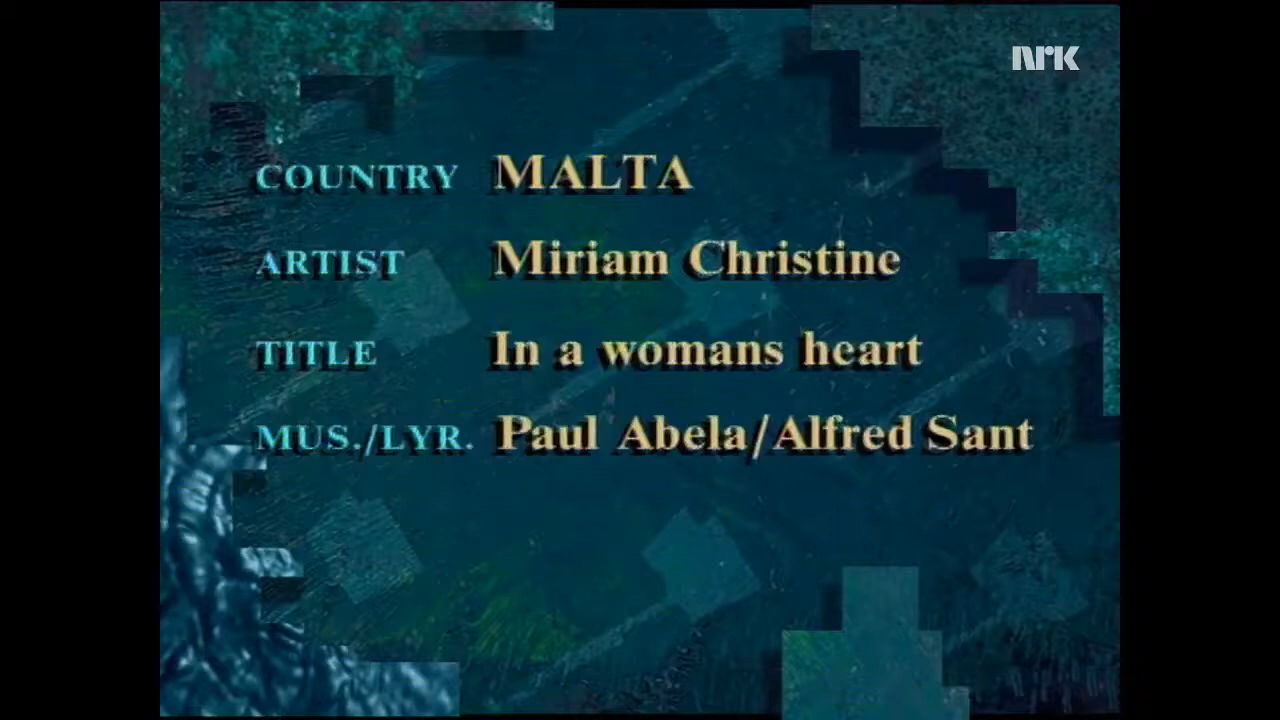 NRK
COUNTRY MALTA
ARTIST Miriam Christine
TITLE In a womans heart
MUS./LYR. Paul Abela/Alfred Sant